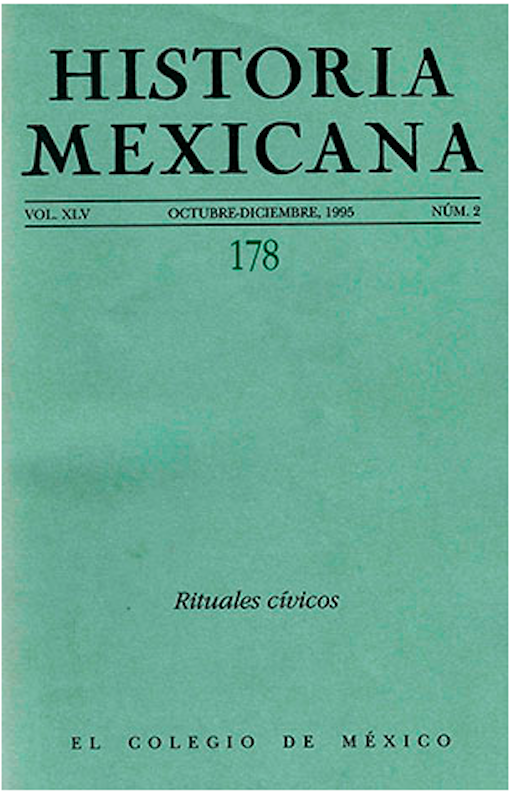 HISTORIA
MEXICANA
VOL. XLV OCTUBRE-DICIEMBRE, 1995 NÚM. 2
178
Rituales cívicos
EL COLEGIO DE MÉXICO